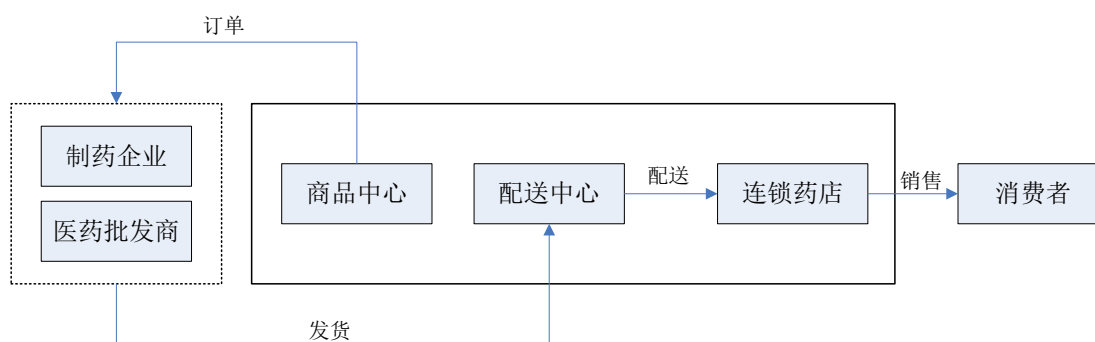 订单
制药企业
医药批发商
商品中心
配送中心
配送
连锁药店
销售
消费者
发货